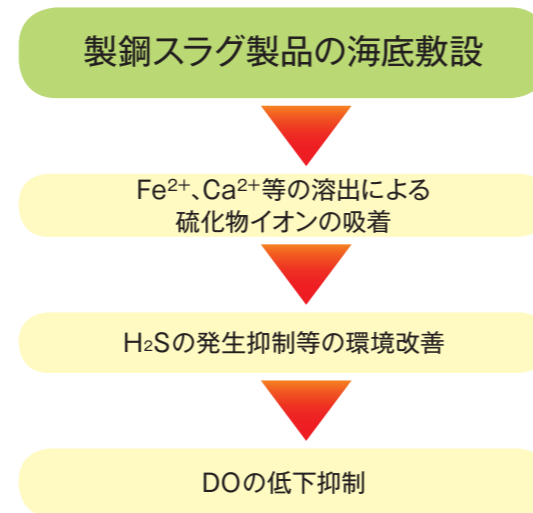 製鋼スラグ製品の海底敷設
Fe²⁺、Ca²⁺等の溶出による
硫化物イオンの吸着
H₂Sの発生抑制等の環境改善
DOの低下抑制